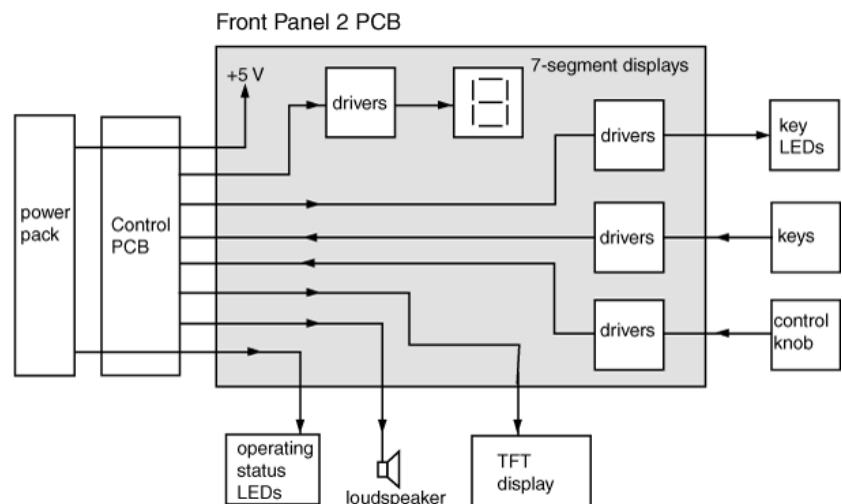 Front Panel 2 PCB
+5 V
7-segment displays
drivers
drivers
key
LEDs
power
pack
Control
PCB
drivers
keys
drivers
control
knob
operating
status
LEDs
loudspeaker
TFT
display